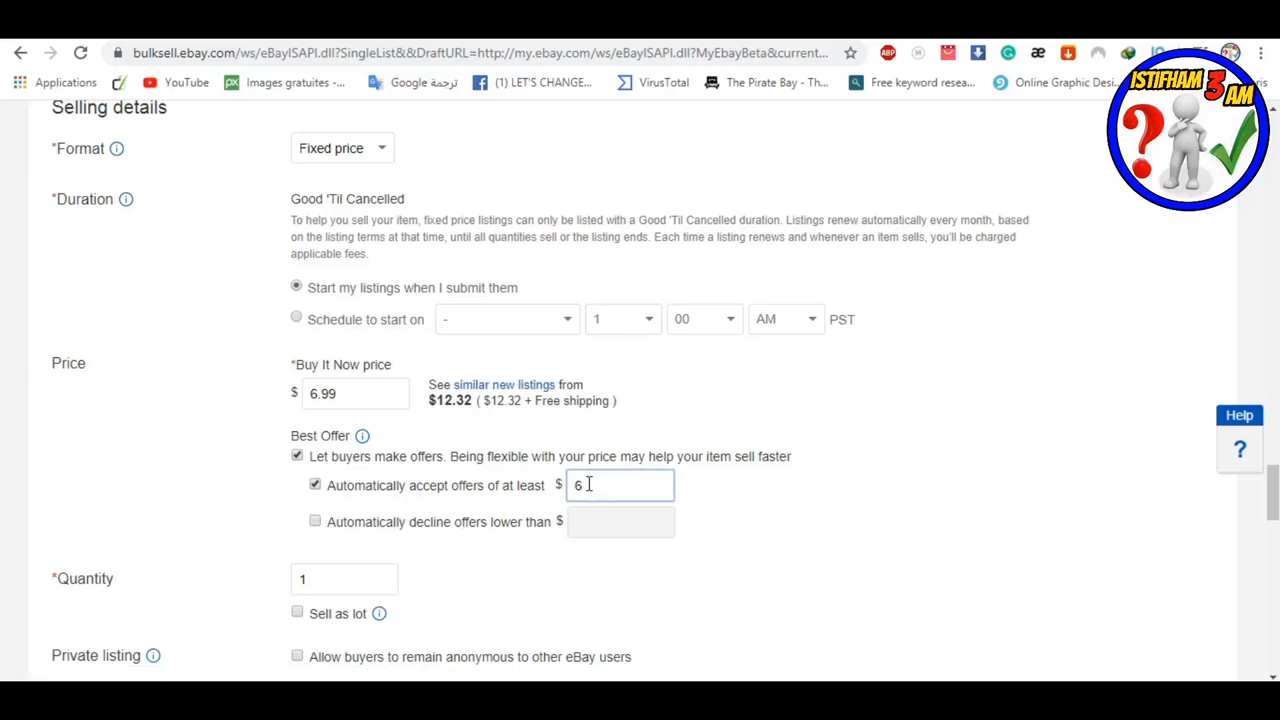 bulksell.ebay.com/ws/eBayISAPI.dll?SingleList&&DraftURL=http://my.ebay.com/ws/eBayISAPI.dll?MyEbayBeta&current...
ABP M æ
Applications YouTube Images gratuites - ... Google ترجمة (1) LET'S CHANGE... VirusTotal The Pirate Bay - Th... Free keyword resea... Online Graphic Desi...
ISTIFHAM 3 AM
Selling details
*Format Fixed price
*Duration Good 'Til Cancelled
To help you sell your item, fixed price listings can only be listed with a Good 'Til Cancelled duration. Listings renew automatically every month, based
on the listing terms at that time, until all quantities sell or the listing ends. Each time a listing renews and whenever an item sells, you'll be charged
applicable fees.
Start my listings when I submit them
Schedule to start on - 1 00 AM PST
Price *Buy It Now price
$ 6.99 See similar new listings from
$12.32 ( $12.32 + Free shipping )
Best Offer
Let buyers make offers. Being flexible with your price may help your item sell faster
Automatically accept offers of at least $ 6
Automatically decline offers lower than $
*Quantity 1
Sell as lot
Private listing Allow buyers to remain anonymous to other eBay users
Help
?